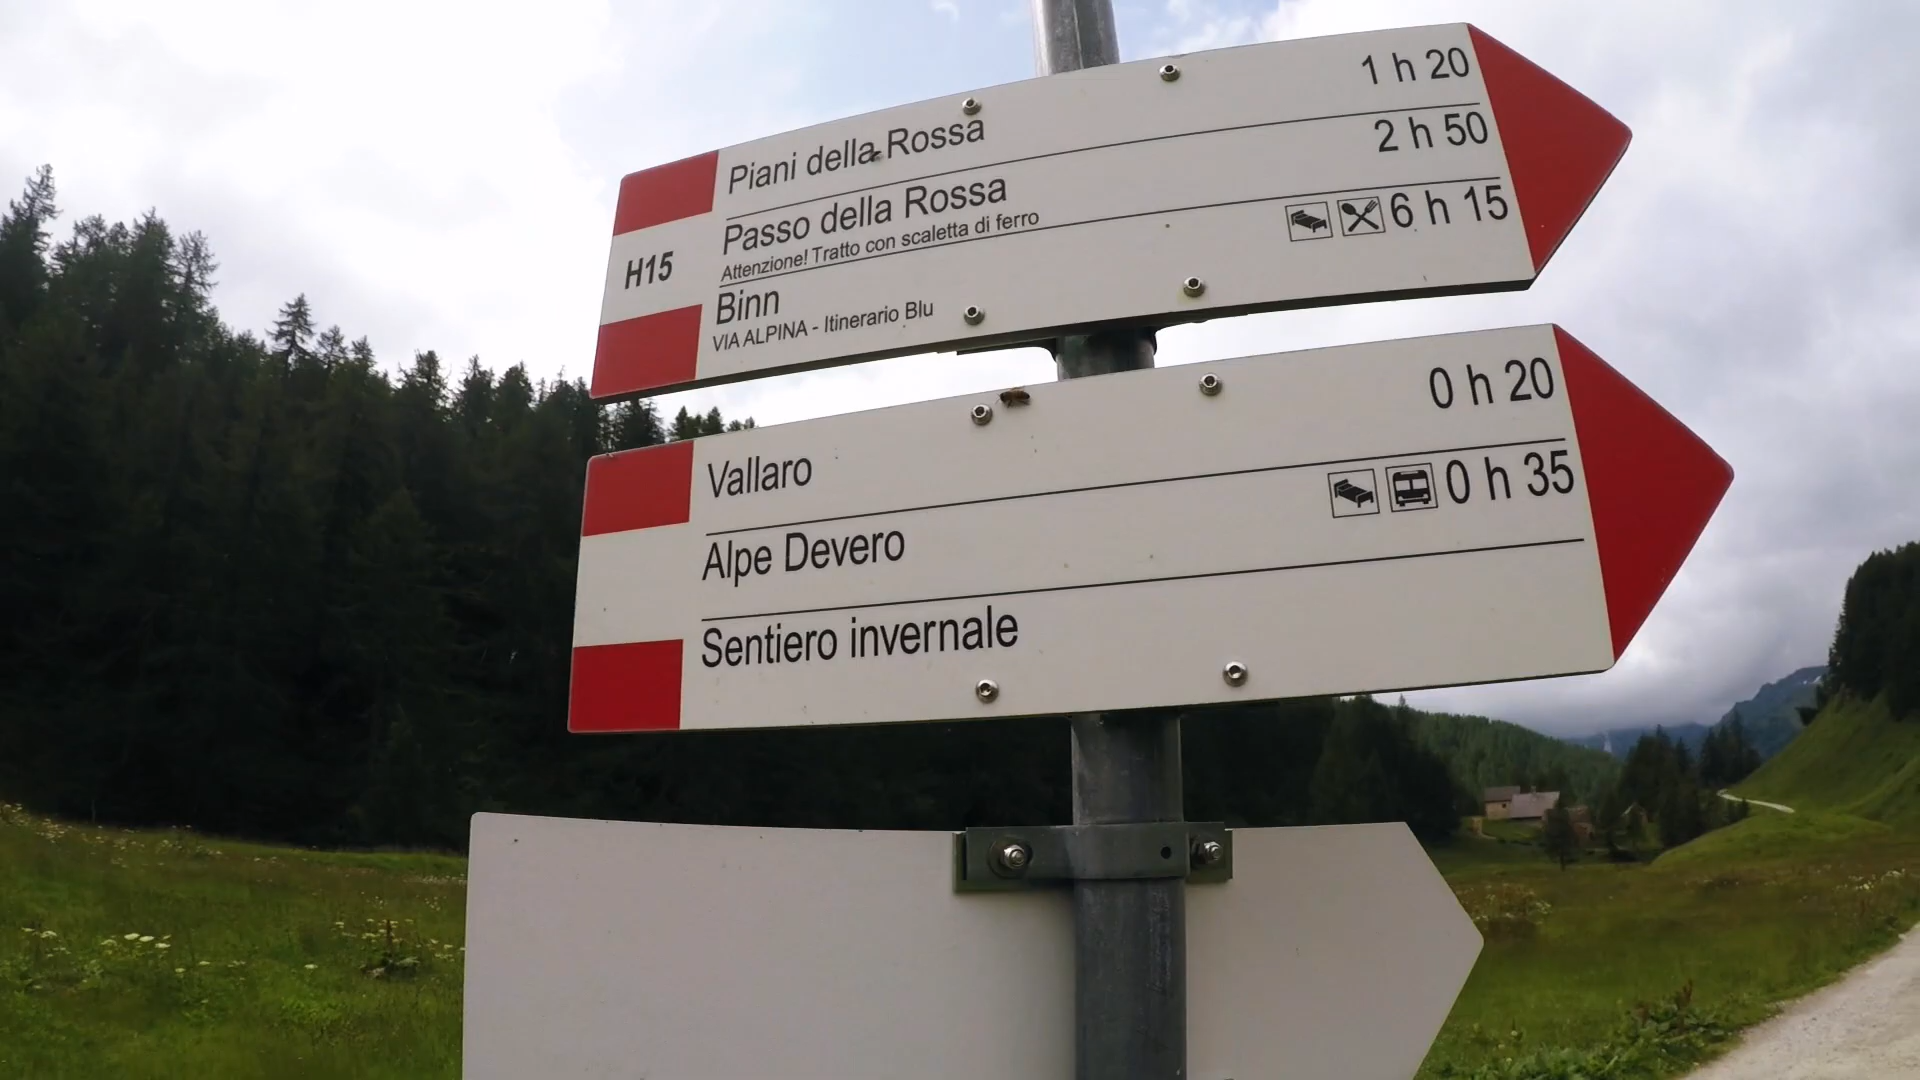 Piani della Rossa 1 h 20
Passo della Rossa 2 h 50
Attenzione! Tratto con scaletta di ferro
H15
Binn 6 h 15
VIA ALPINA - Itinerario Blu
Vallaro 0 h 20
Alpe Devero 0 h 35
Sentiero invernale